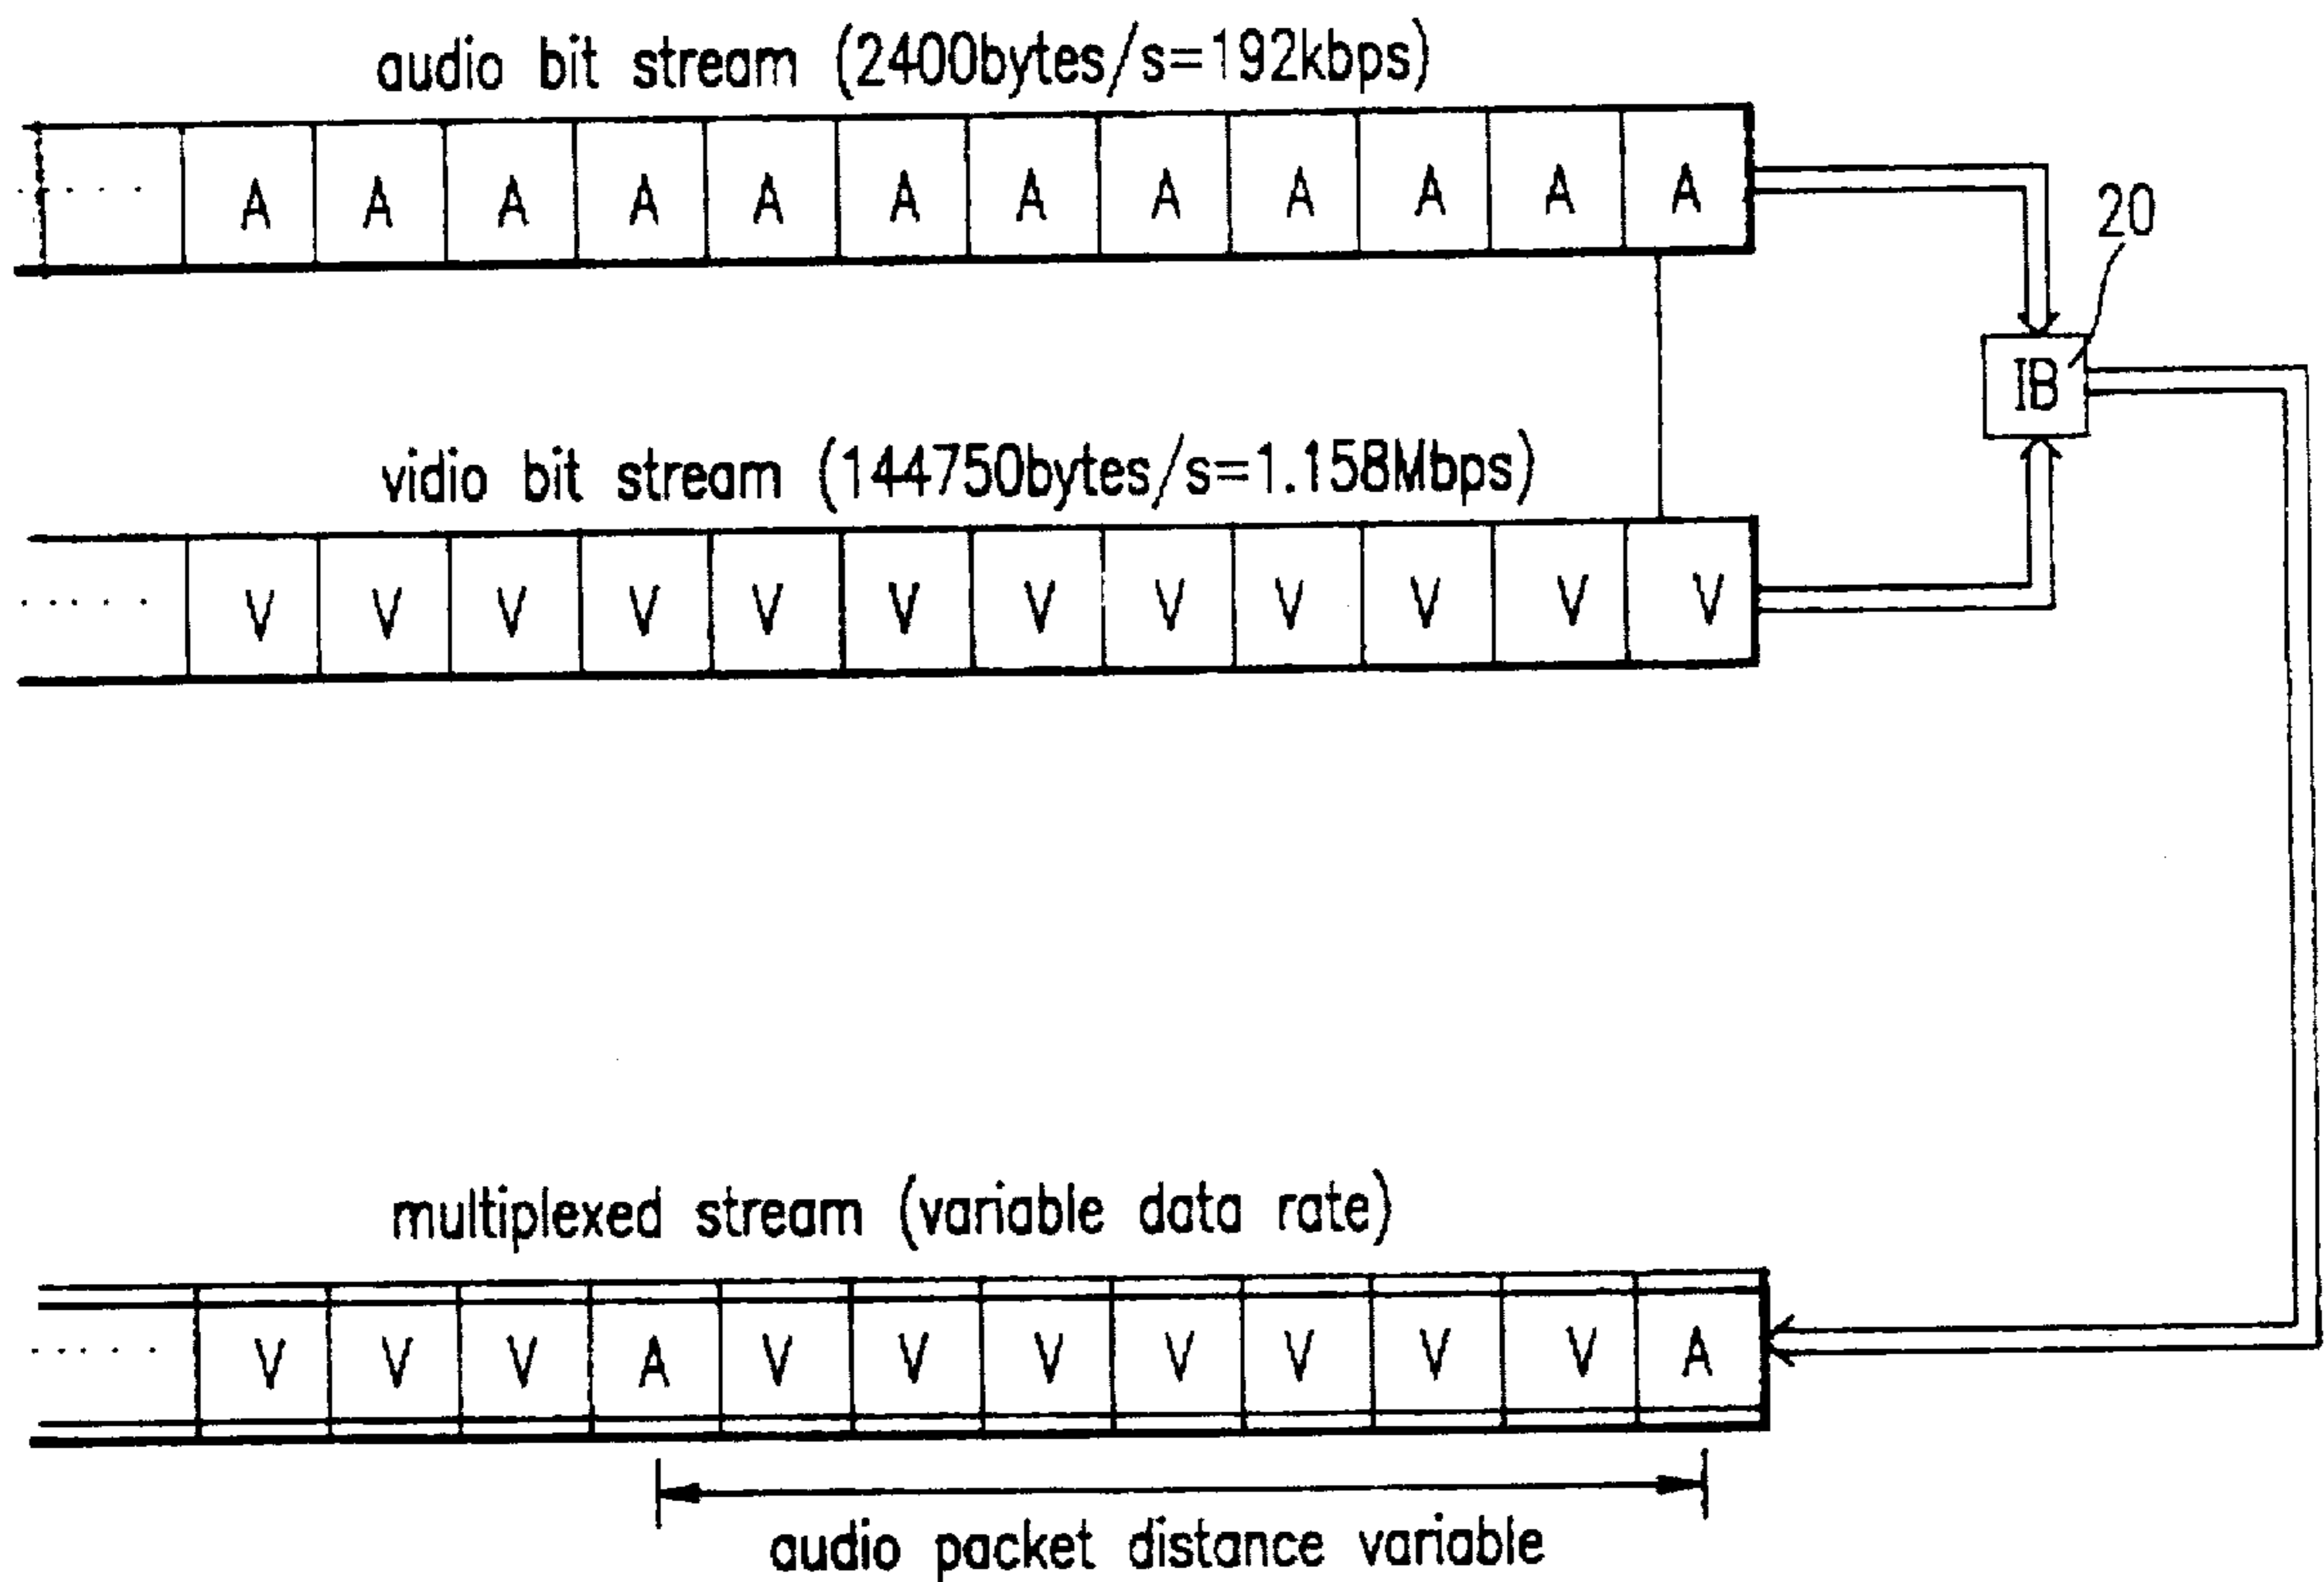 audio bit stream (2400bytes/s=192kbps)
..... A A A A A A A A A A A A
20
IB
vidio bit stream (144750bytes/s=1.158Mbps)
..... V V V V V V V V V V V V
multiplexed stream (variable data rate)
..... V V V A V V V V V V V A
audio packet distance variable